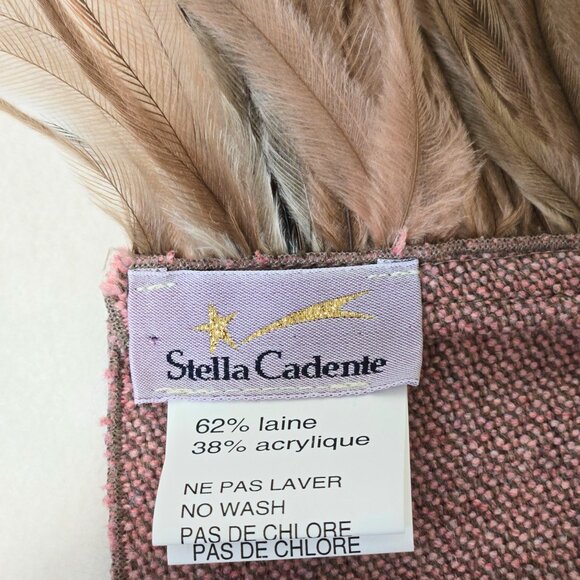 Stella Cadente
62% laine
38% acrylique
NE PAS LAVER
NO WASH
PAS DE CHLORE
PAS DE CHLORE